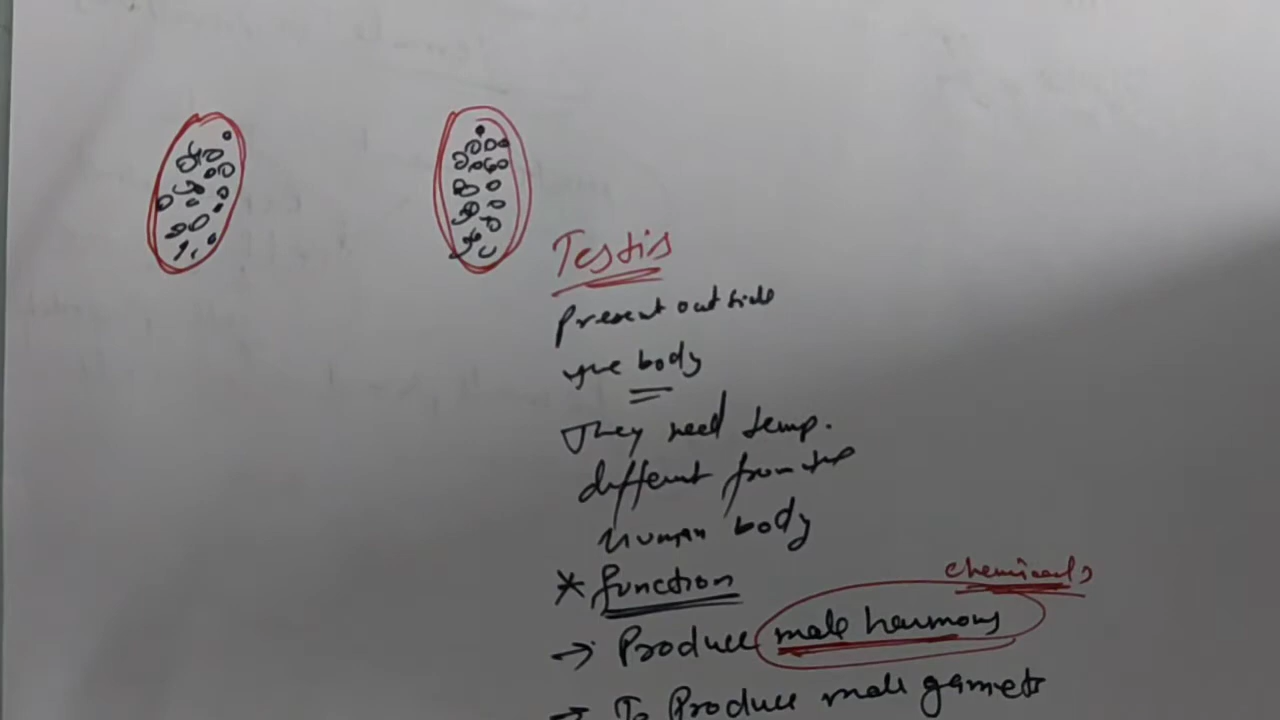 Testis
Present outside
the body
They need temp.
different from the
human body
* function
chemicals
→ Produce male harmons
→ To Produce male gamets